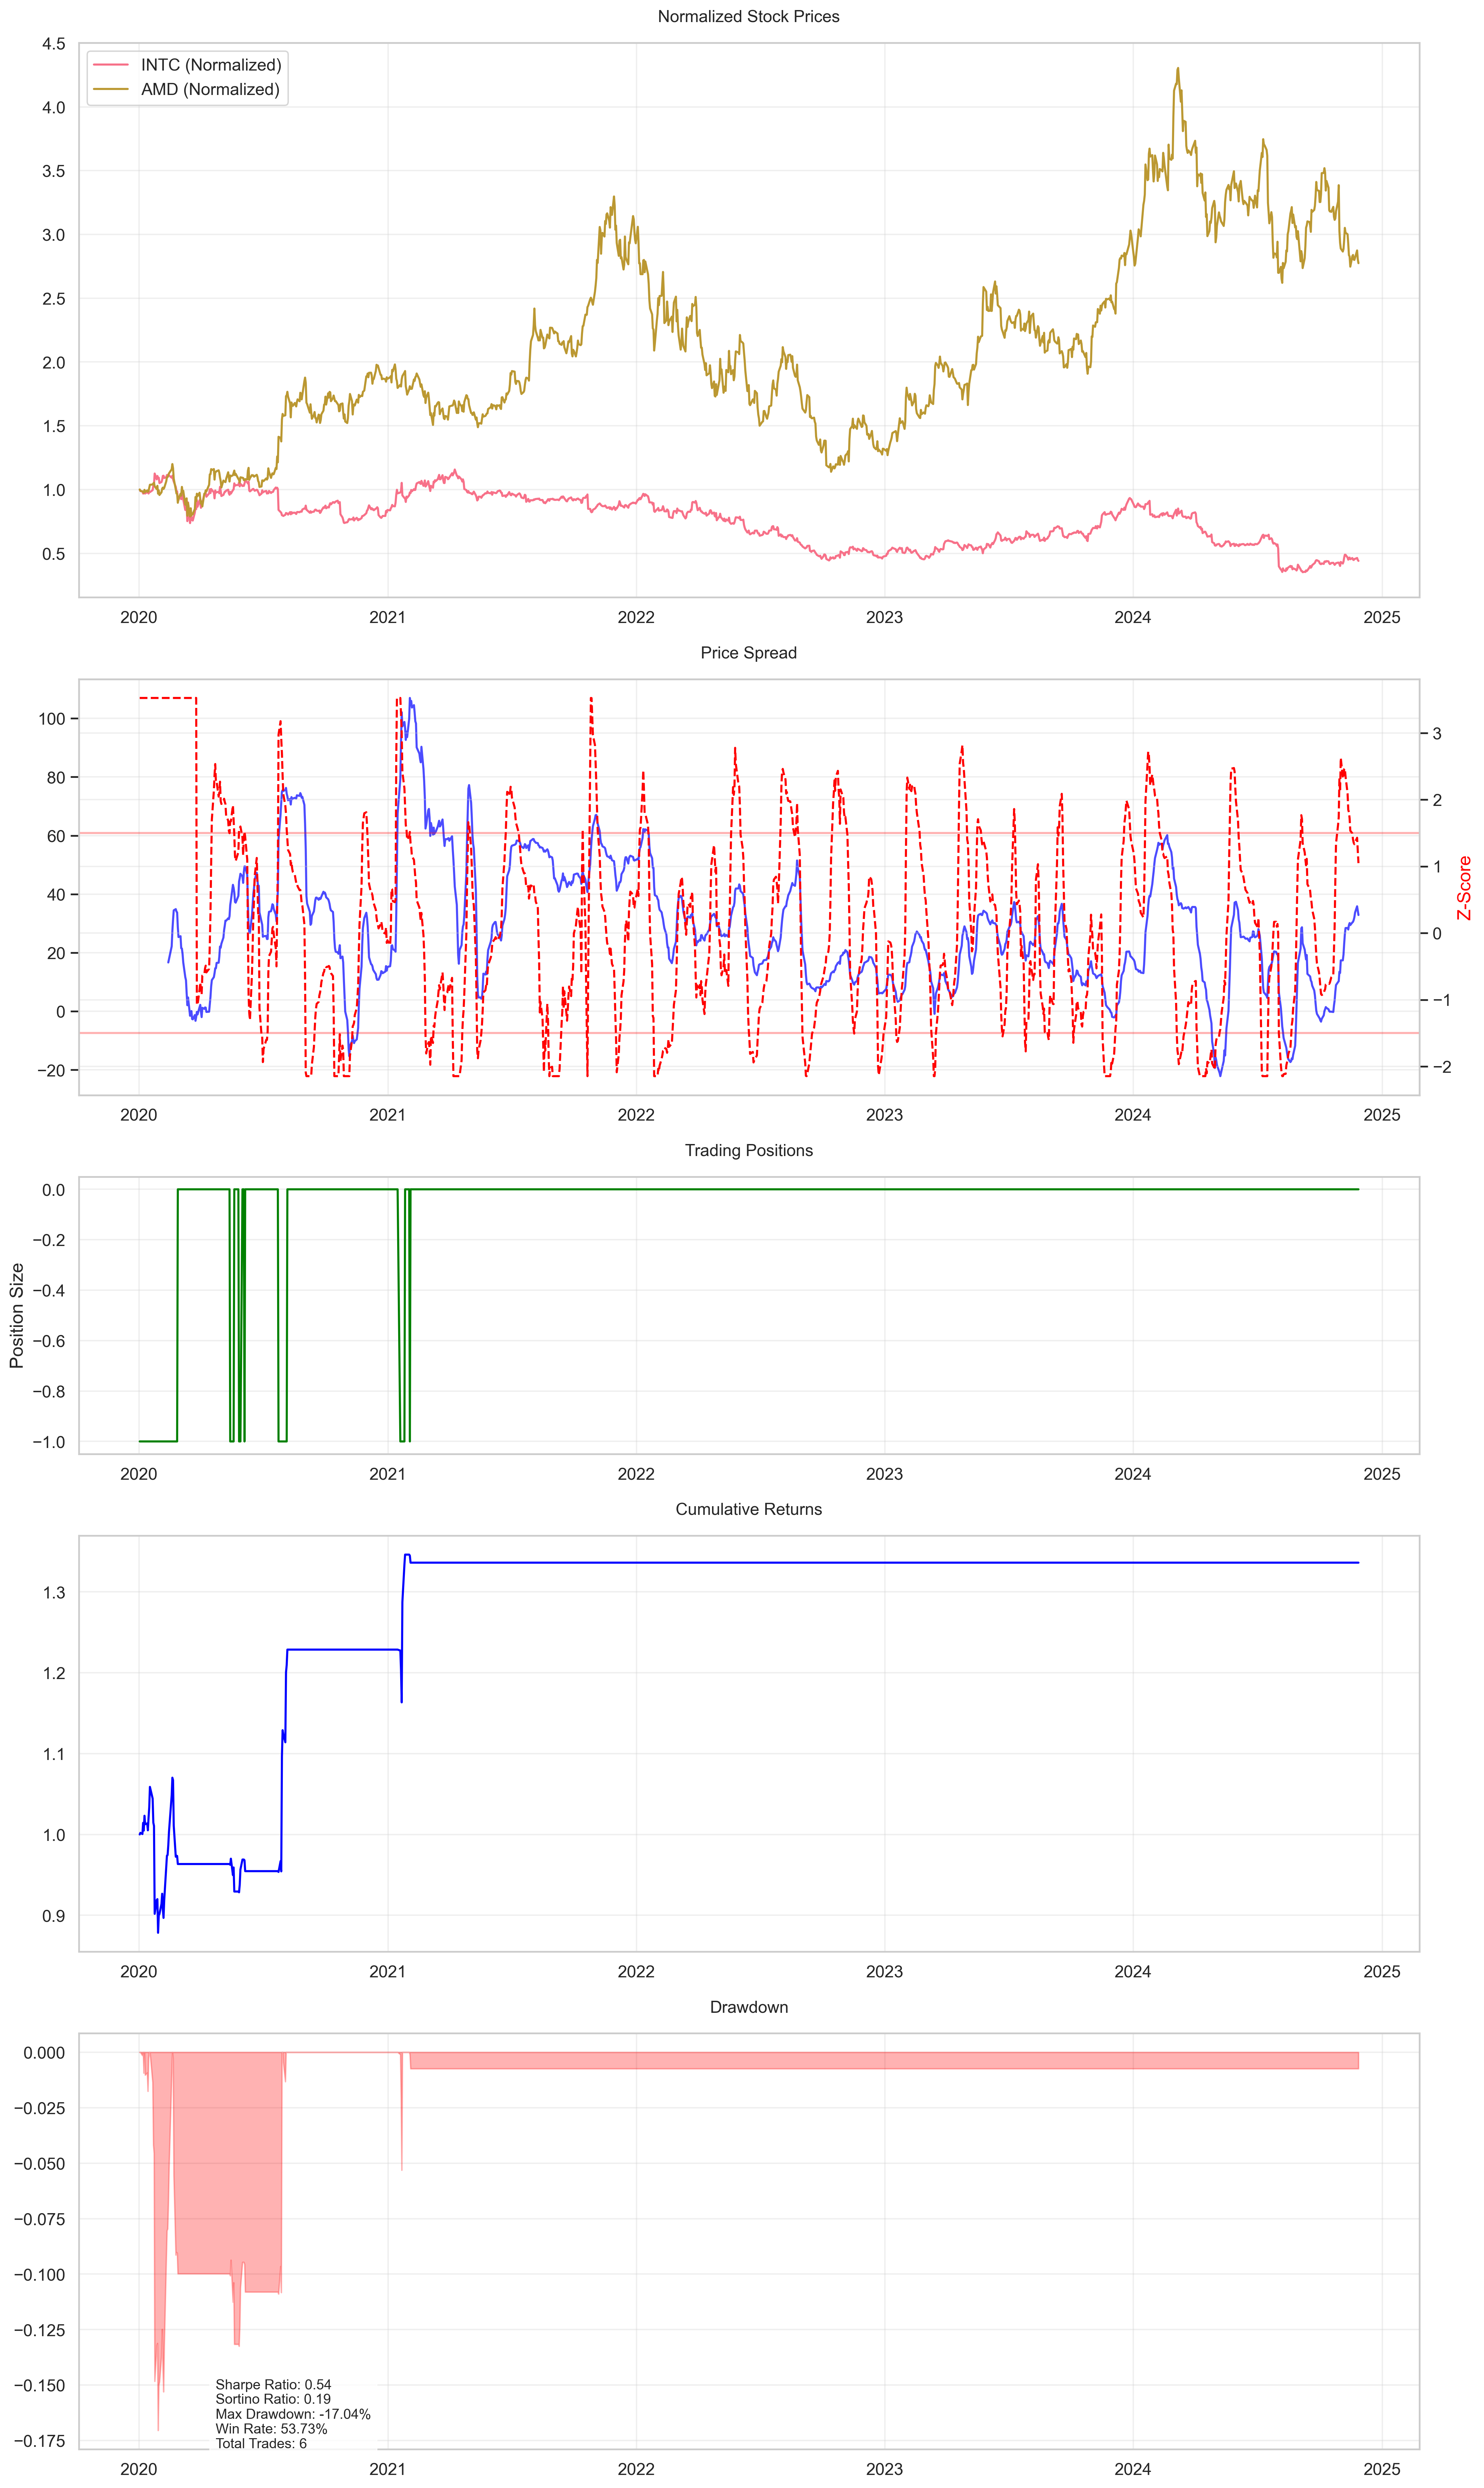 Normalized Stock Prices
4.5
4.0
3.5
3.0
2.5
2.0
1.5
1.0
0.5
INTC (Normalized)
AMD (Normalized)
2020 2021 2022 2023 2024 2025
Price Spread
100
80
60
40
20
0
−20
3
2
1
0
−1
−2
Z-Score
2020 2021 2022 2023 2024 2025
Trading Positions
Position Size
0.0
−0.2
−0.4
−0.6
−0.8
−1.0
2020 2021 2022 2023 2024 2025
Cumulative Returns
1.3
1.2
1.1
1.0
0.9
2020 2021 2022 2023 2024 2025
Drawdown
0.000
−0.025
−0.050
−0.075
−0.100
−0.125
−0.150
−0.175
Sharpe Ratio: 0.54
Sortino Ratio: 0.19
Max Drawdown: -17.04%
Win Rate: 53.73%
Total Trades: 6
2020 2021 2022 2023 2024 2025